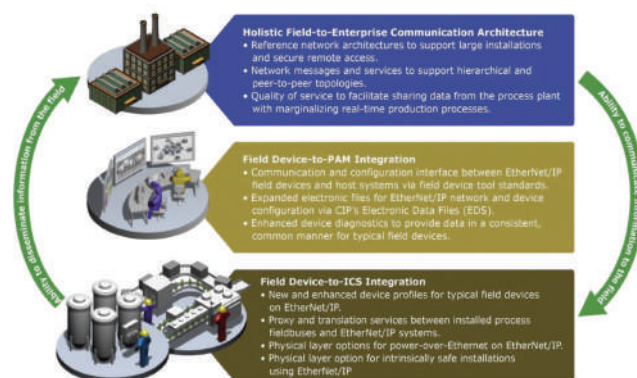 Holistic Field-to-Enterprise Communication Architecture
• Reference network architectures to support large installations
and secure remote access.
• Network messages and services to support hierarchical and
peer-to-peer topologies.
• Quality of service to facilitate sharing data from the process plant
with marginalizing real-time production processes.
Ability to disseminate information from the field
Ability to communicate information to the field
Field Device-to-PAM Integration
• Communication and configuration interface between EtherNet/IP
field devices and host systems via field device tool standards.
• Expanded electronic files for EtherNet/IP network and device
configuration via CIP's Electronic Data Files (EDS).
• Enhanced device diagnostics to provide data in a consistent,
common manner for typical field devices.
Field Device-to-ICS Integration
• New and enhanced device profiles for typical field devices
on EtherNet/IP.
• Proxy and translation services between installed process
fieldbuses and EtherNet/IP systems.
• Physical layer options for power-over-Ethernet on EtherNet/IP.
• Physical layer option for intrinsically safe installations
using EtherNet/IP